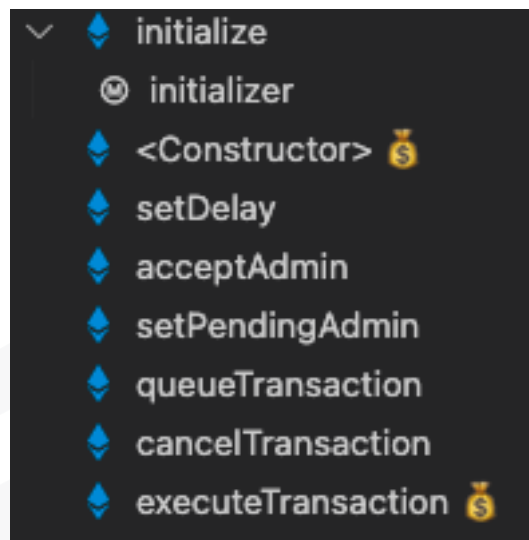 initialize
initializer
<Constructor> 💰
setDelay
acceptAdmin
setPendingAdmin
queueTransaction
cancelTransaction
executeTransaction 💰